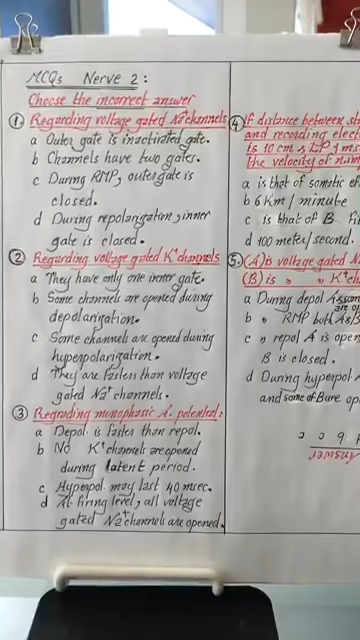 MCQs Nerve 2:
Choose the incorrect answer
① Regarding voltage gated Na⁺channels
a Outer gate is inactivated gate.
b Channels have two gates.
c During RMP, outer gate is
closed.
d During repolarization, inner
gate is closed.
② Regarding voltage gated K⁺channels
a They have only one inner gate.
b Some channels are opened during
depolarization.
c Some channels are opened during
hyperpolarization.
d They are faster than voltage
gated Na⁺ channels.
③ Regrading monophasic A. potential:
a Depol is faster than repol.
b No K⁺channels are opened
during latent period.
c Hyperpol may last 40 msec.
d At firing level, all voltage
gated Na⁺channels are opened.
④ If distance between
and recording
is 10 cm &
the velocity of
a is that of somatic
b 6 Km / minute
c is that of B
d 100 meter/second.
⑤ (A) is voltage gated
(B) is " "
a During depol
b " RMP both
c " repol A is
B is closed.
d During hyperpol
and some of B are
Answer